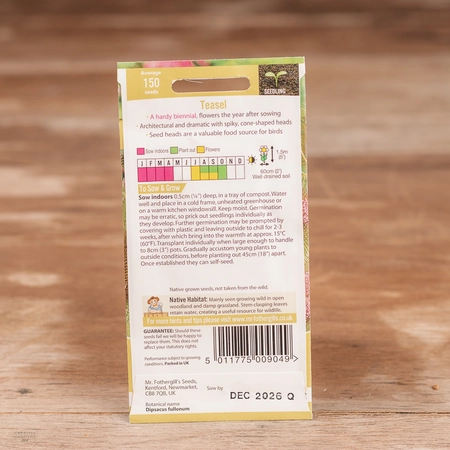 Average
150
seeds
SEEDLING
Teasel
· A hardy biennial, flowers the year after sowing
· Architectural and dramatic with spiky, cone-shaped heads
· Seed heads are a valuable food source for birds
Sow indoors Plant out Flowers
J F M A M J J A S O N D
1.5m
(5')
60cm (2')
Well drained soil
To Sow & Grow
Sow indoors 0.5cm (¼") deep, in a tray of compost. Water
well and place in a cold frame, unheated greenhouse or
on a warm kitchen windowsill. Keep moist. Germination
may be erratic, so prick out seedlings individually as
they develop. Further germination may be prompted by
covering with plastic and leaving outside to chill for 2-3
weeks, after which bring into the warmth at approx. 15°C
(60°F). Transplant individually when large enough to handle
to 8cm (3") pots. Gradually accustom young plants to
outside conditions, before planting out 45cm (18") apart.
Once established they can self-seed.
Native grown seeds, not taken from the wild.
Native Habitat: Mainly seen growing wild in open
woodland and damp grassland. Stem-clasping leaves
retain water, creating a useful resource for wildlife.
For more hints and tips please visit www.mr-fothergills.co.uk
GUARANTEE: Should these
seeds fail we will be happy to
replace them. This does not
affect your statutory rights.
Performance subject to growing
conditions. Packed in UK.
5 011775 009049 >
Mr. Fothergill's Seeds,
Kentford, Newmarket,
CB8 7QB, UK
Sow by
DEC 2026 Q
Botanical name
Dipsacus fullonum